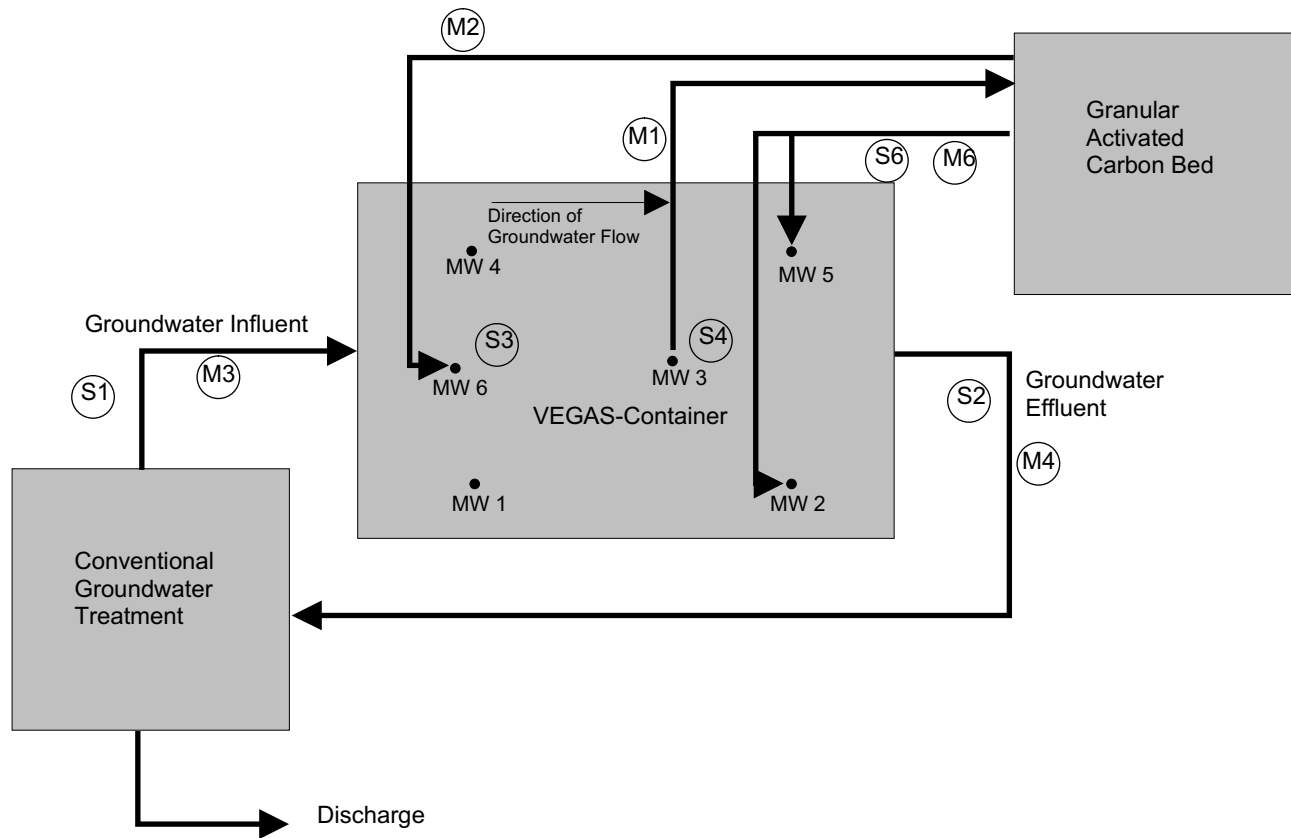 M2
Granular
Activated
Carbon Bed
M1
S6
M6
Direction of
Groundwater Flow
MW 4
MW 5
Groundwater Influent
S1
M3
S3
MW 6
S4
MW 3
VEGAS-Container
S2
Groundwater
Effluent
M4
MW 1
MW 2
Conventional
Groundwater
Treatment
Discharge